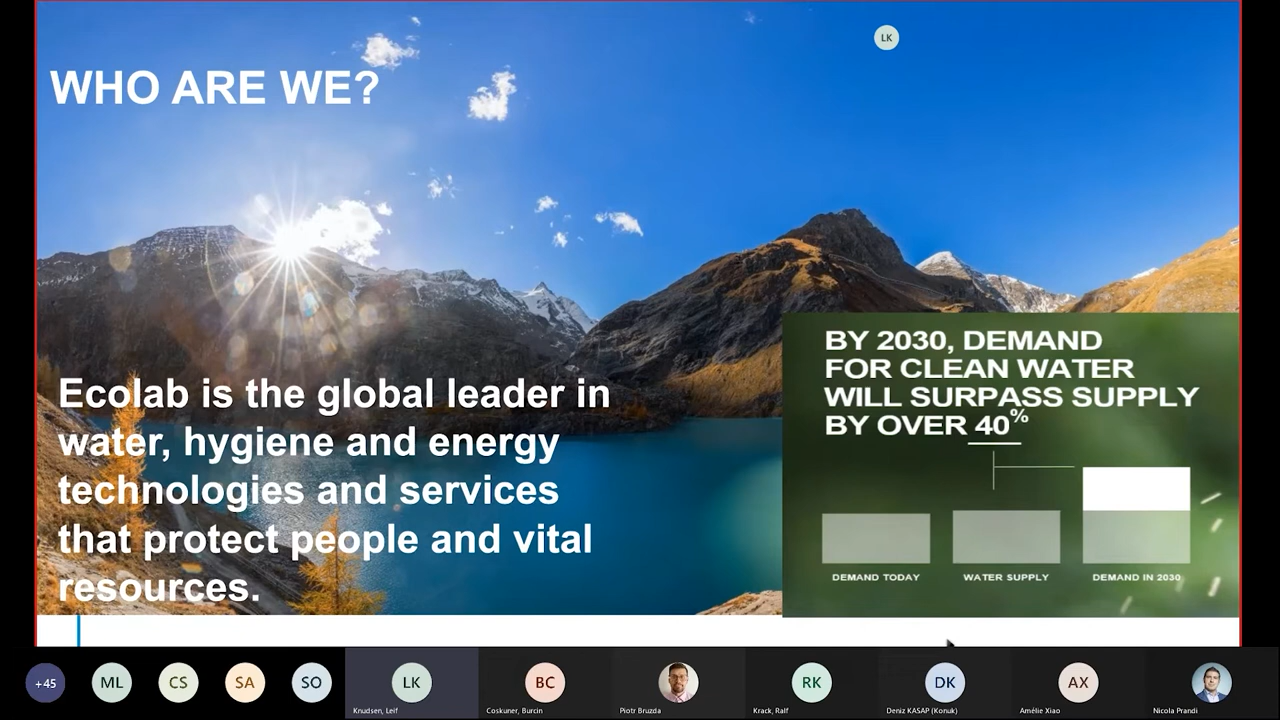 LK
WHO ARE WE?
Ecolab is the global leader in
water, hygiene and energy
technologies and services
that protect people and vital
resources.
BY 2030, DEMAND
FOR CLEAN WATER
WILL SURPASS SUPPLY
BY OVER 40%
DEMAND TODAY
WATER SUPPLY
DEMAND IN 2030
+45
ML
CS
SA
SO
LK
BC
RK
DK
AX
Knudsen, Leif
Coskuner, Burcin
Piotr Bruzda
Krack, Ralf
Deniz KASAP (Konuk)
Amélie Xiao
Nicola Prandi